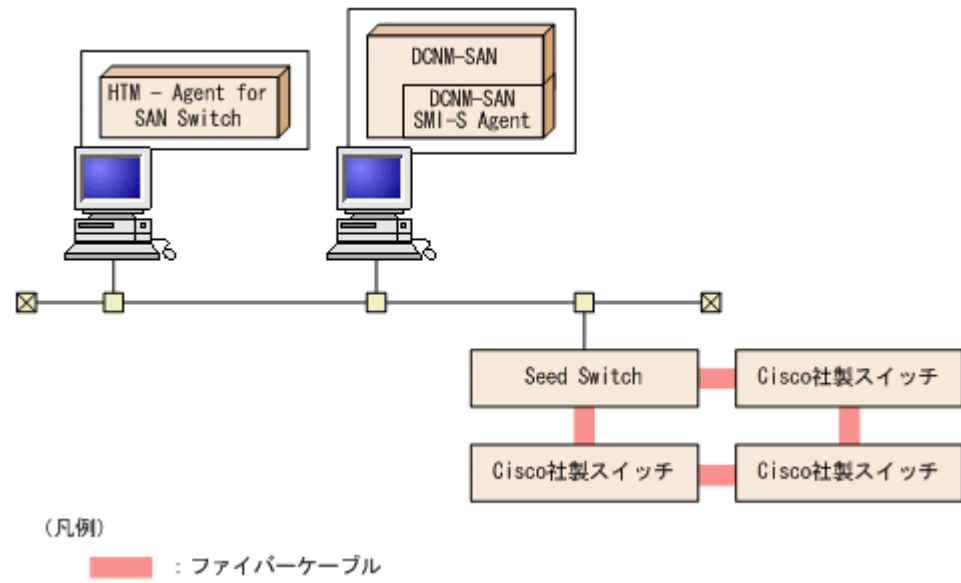 HTM - Agent for
SAN Switch
DCNM-SAN
DCNM-SAN
SMI-S Agent
Seed Switch
Cisco社製スイッチ
Cisco社製スイッチ
Cisco社製スイッチ
(凡例)
：ファイバーケーブル